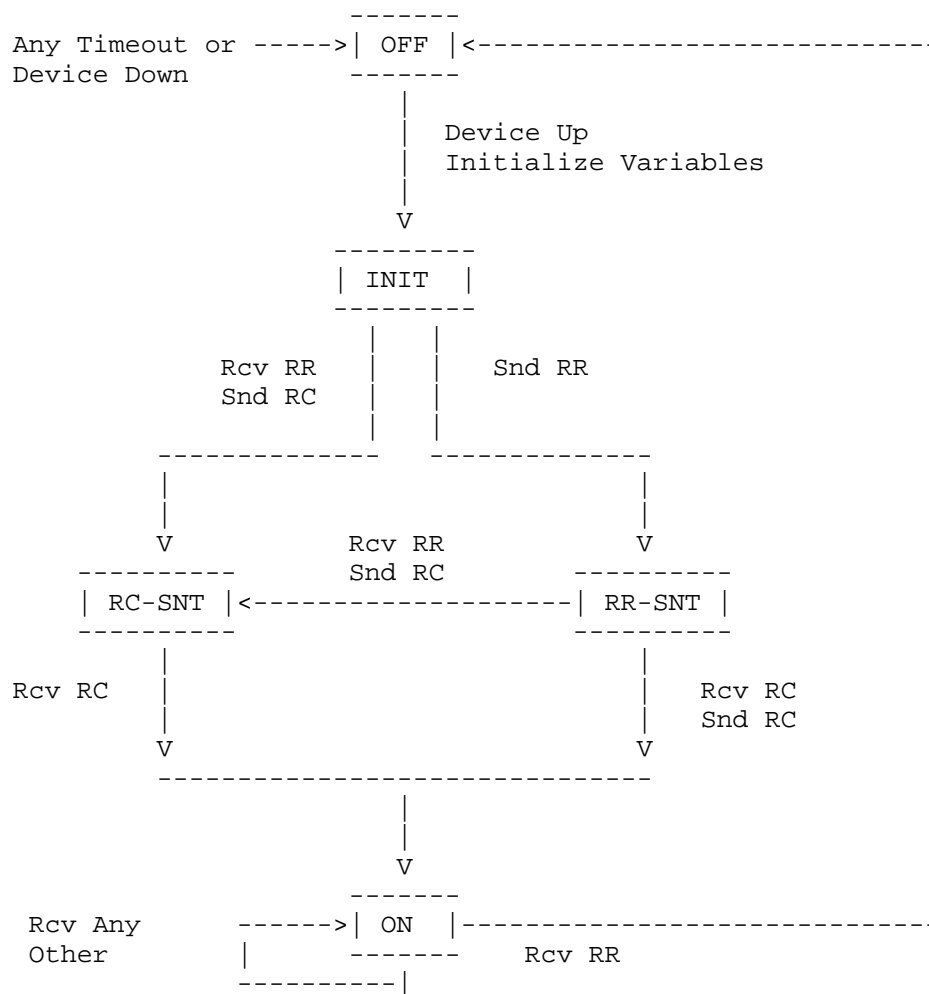 Any Timeout or
Device Down
OFF
Device Up
Initialize Variables
INIT
Rcv RR
Snd RC
Snd RR
Rcv RR
Snd RC
RC-SNT
RR-SNT
Rcv RC
Rcv RC
Snd RC
Rcv Any
Other
ON
Rcv RR